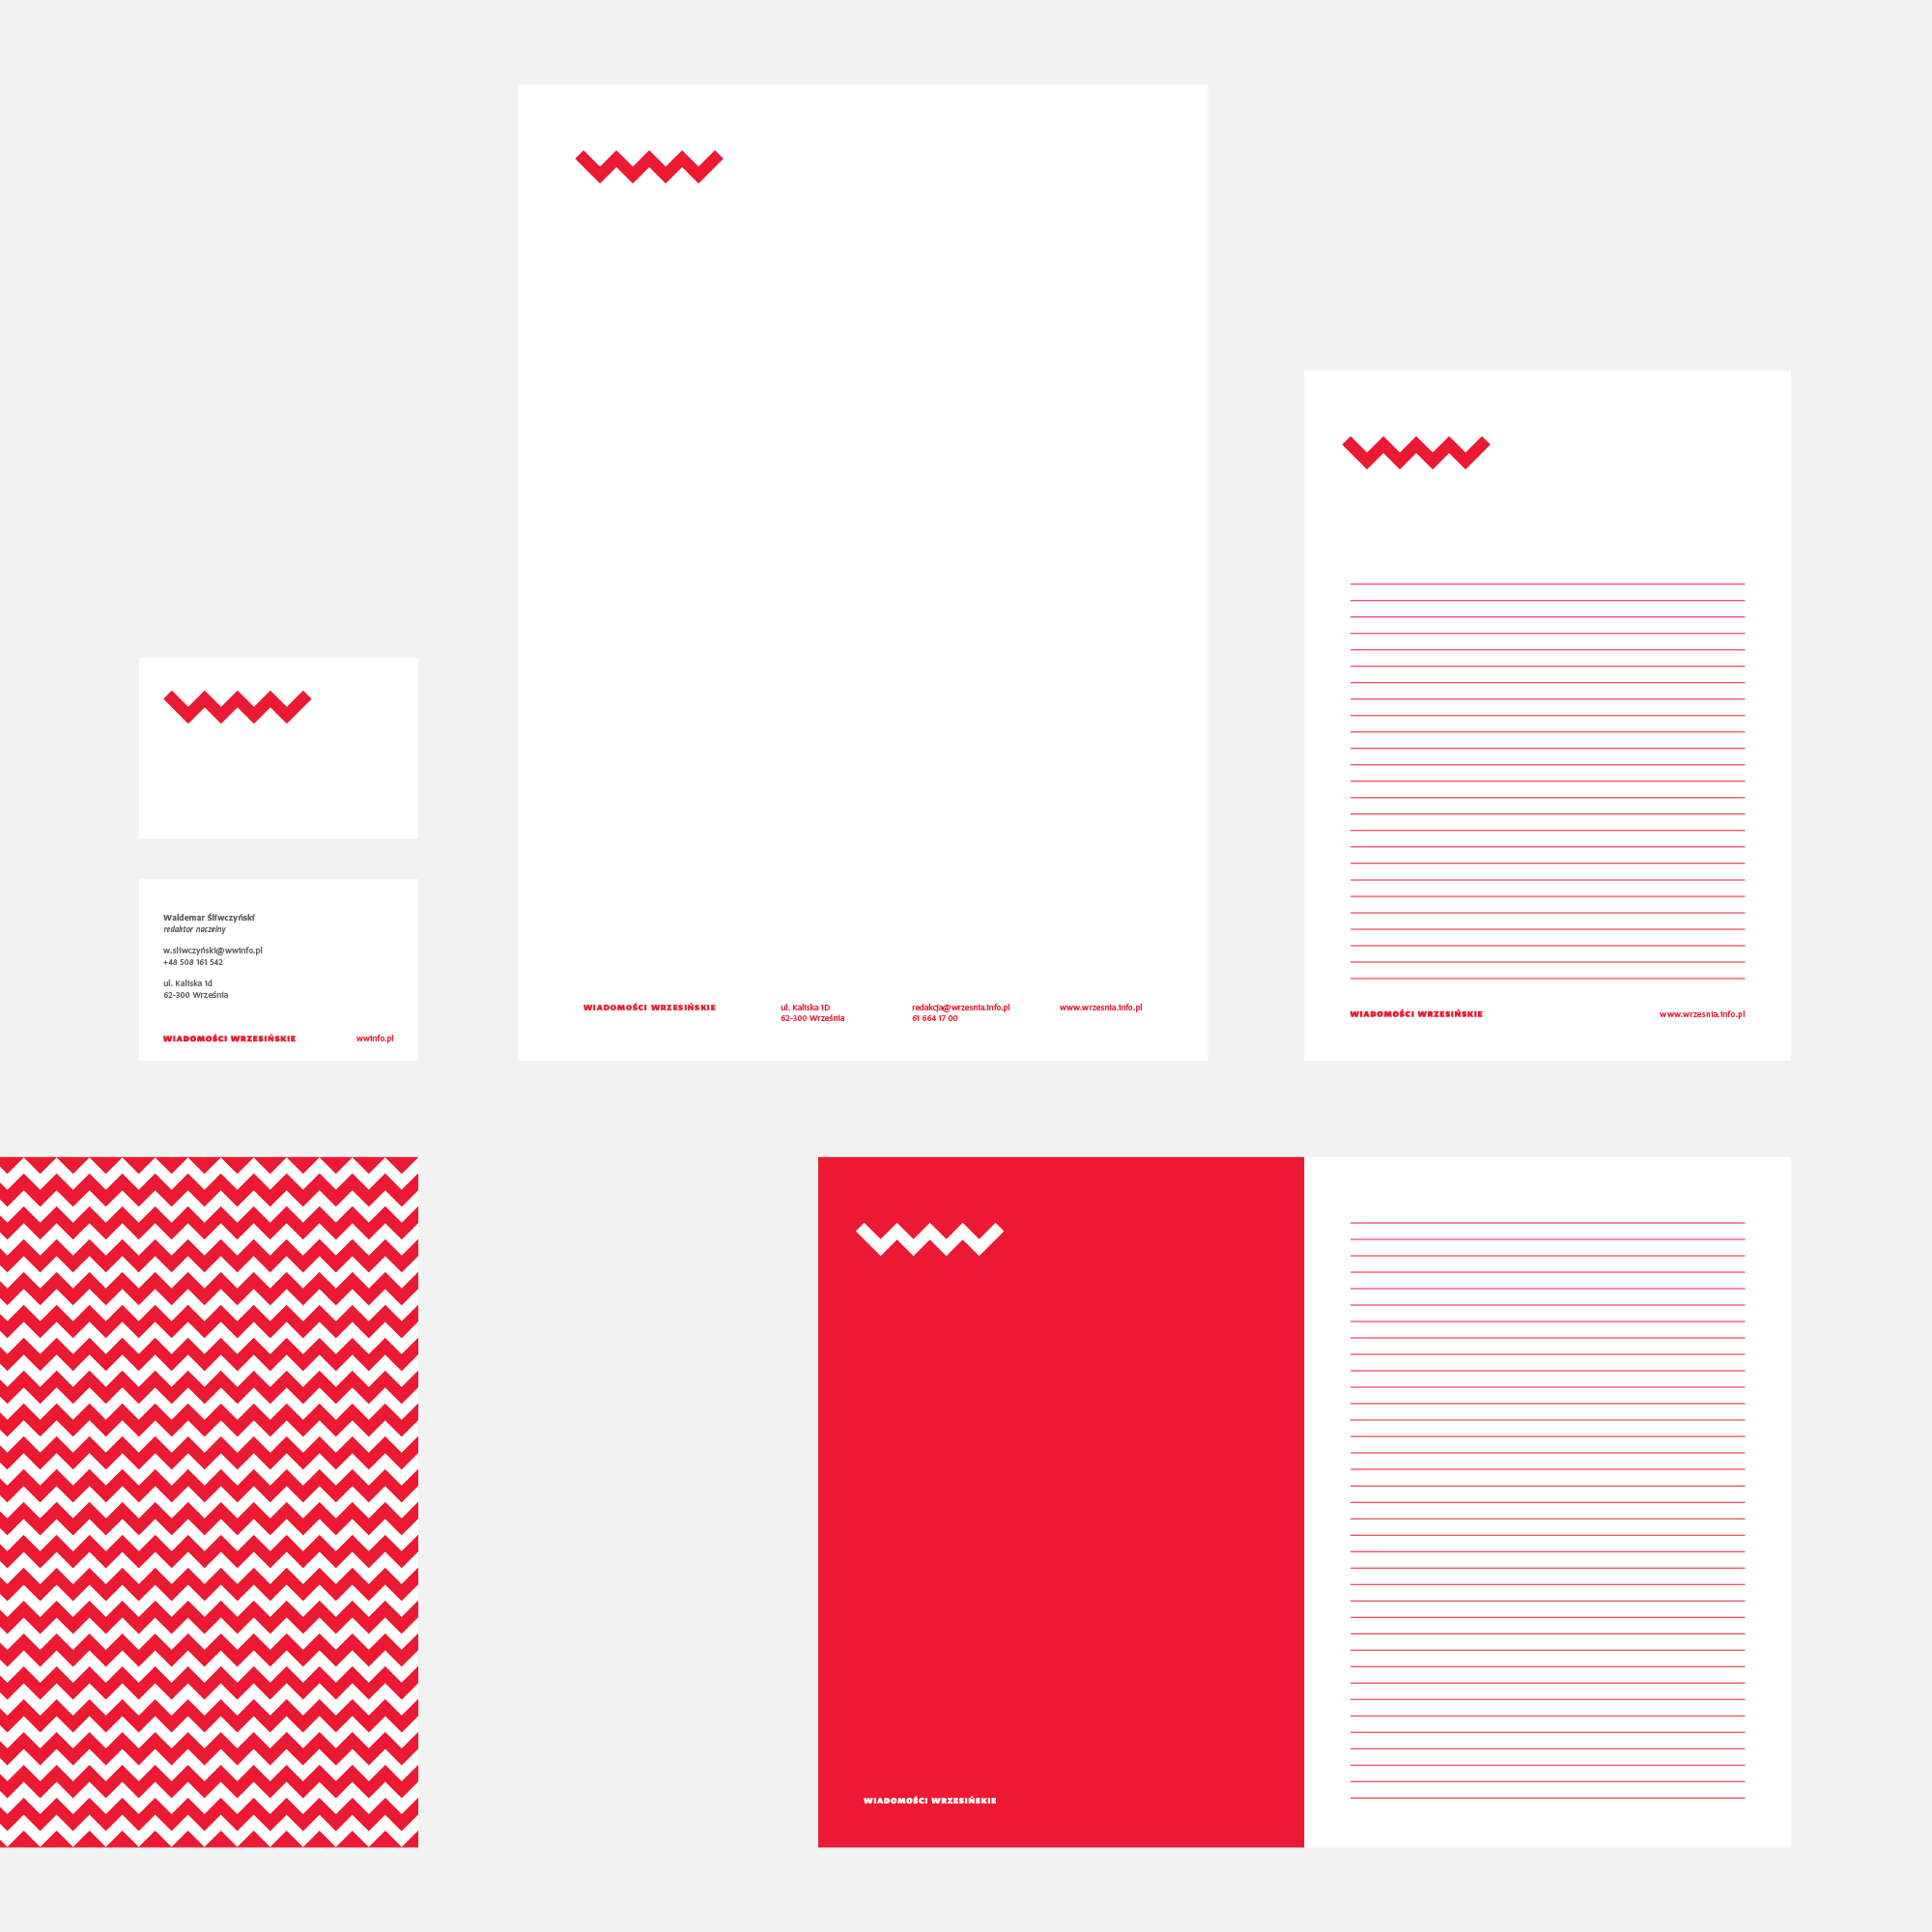 Waldemar Śliwczyński
redaktor naczelny
w.sliwczyński@wwinfo.pl
+48 508 161 542
ul. Kaliska 1d
62-300 Września
WIADOMOŚCI WRZESIŃSKIE
wwinfo.pl
WIADOMOŚCI WRZESIŃSKIE
ul. Kaliska 1D
62-300 Września
redakcja@wrzesnia.info.pl
61 664 17 00
www.wrzesnia.info.pl
WIADOMOŚCI WRZESIŃSKIE
www.wrzesnia.info.pl
WIADOMOŚCI WRZESIŃSKIE